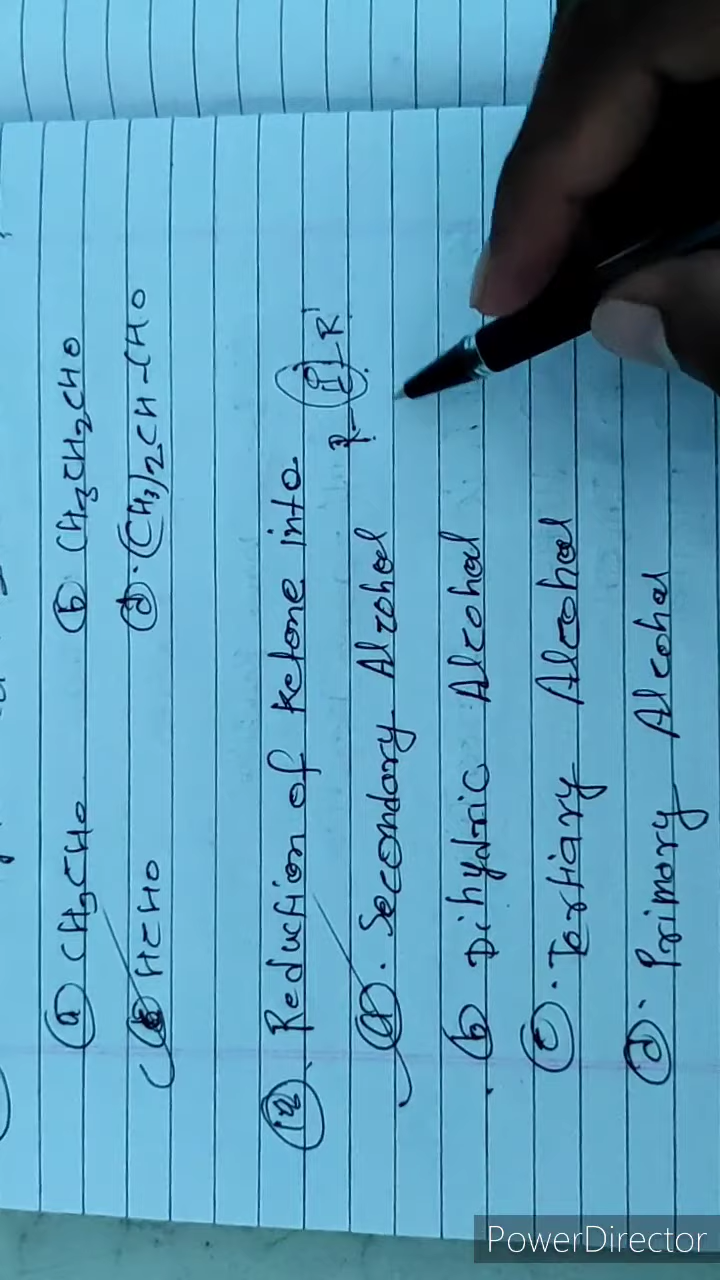 (a) CH3CHO (b) CH3CH2CHO
(c) HCHO (d). (CH3)2CH-CHO
(12). Reduction of ketone into
R-C-R'
O
(a). Secondary Alcohol
(b) Dihydric Alcohol
(c). Tertiary Alcohol
(d). Primary Alcohol
PowerDirector